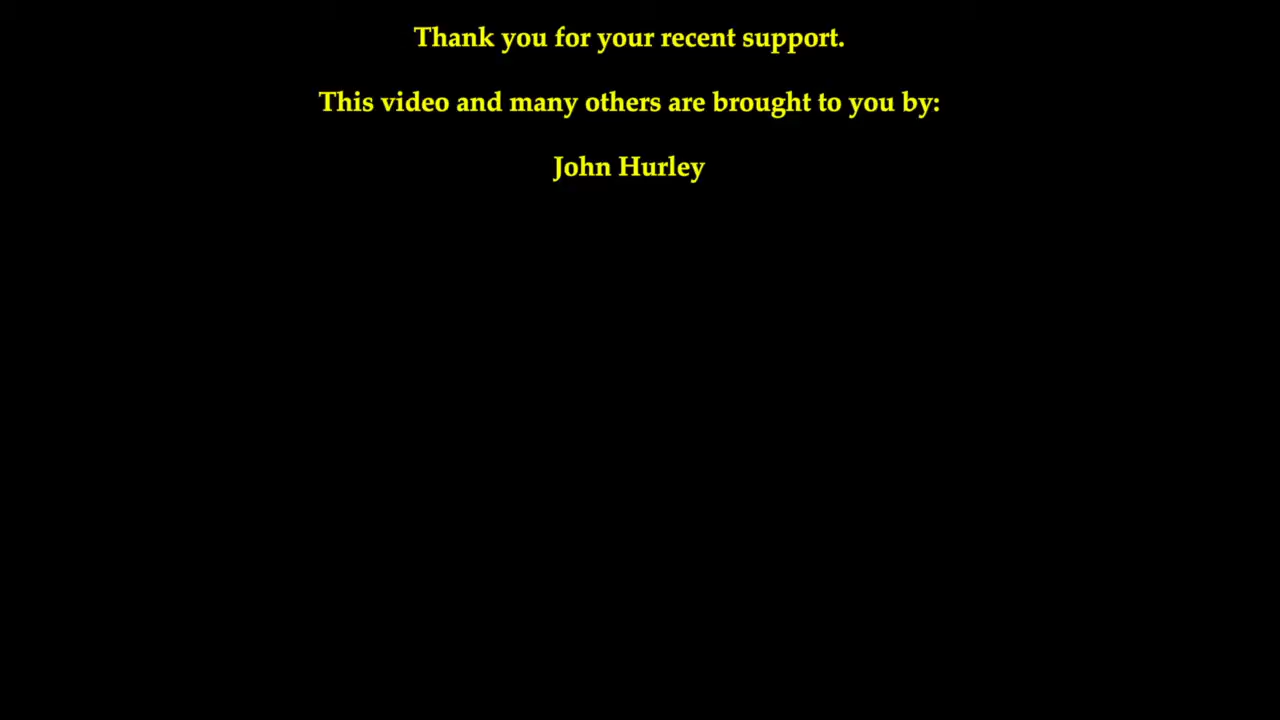 Thank you for your recent support.
This video and many others are brought to you by:
John Hurley